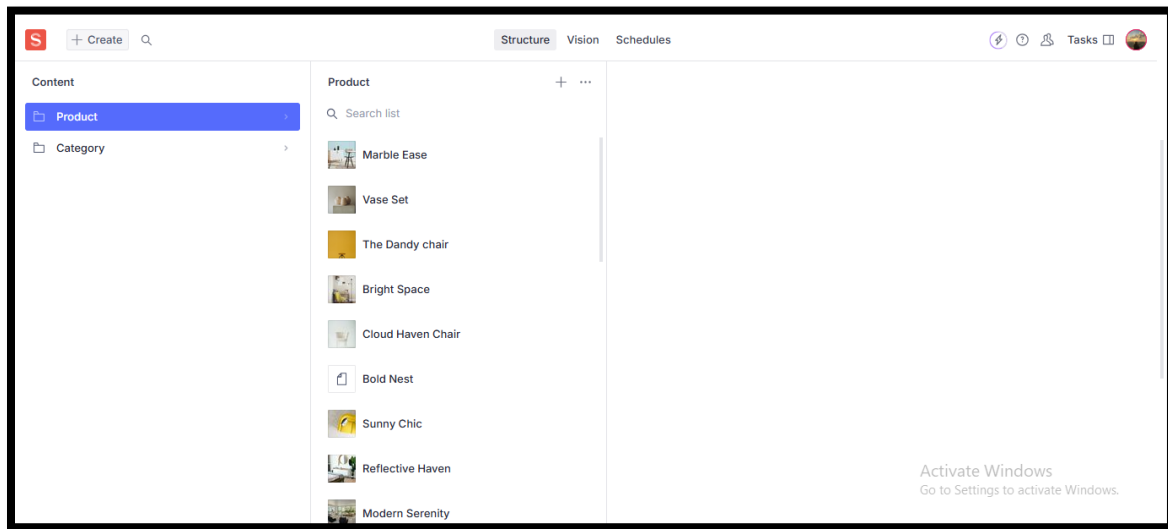 S
Create
Structure Vision Schedules
Tasks
Content
Product
Category
Product
Search list
Marble Ease
Vase Set
The Dandy chair
Bright Space
Cloud Haven Chair
Bold Nest
Sunny Chic
Reflective Haven
Modern Serenity
Activate Windows
Go to Settings to activate Windows.